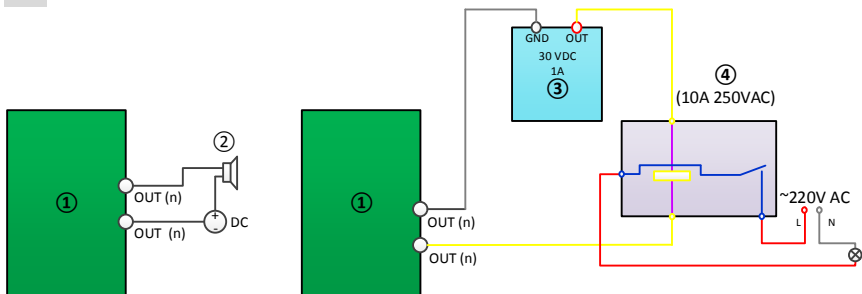 ①
②
OUT (n)
OUT (n)
+
-
DC
①
OUT (n)
OUT (n)
GND OUT
30 VDC
1A
③
④
(10A 250VAC)
~220V AC
L N